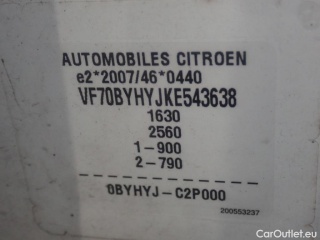 AUTOMOBILES CITROEN
e2*2007/46*0440
VF70BYHYJKE543638
1630
2560
1-900
2-790
0BYHYJ-C2P000
200553237
CarOutlet.eu